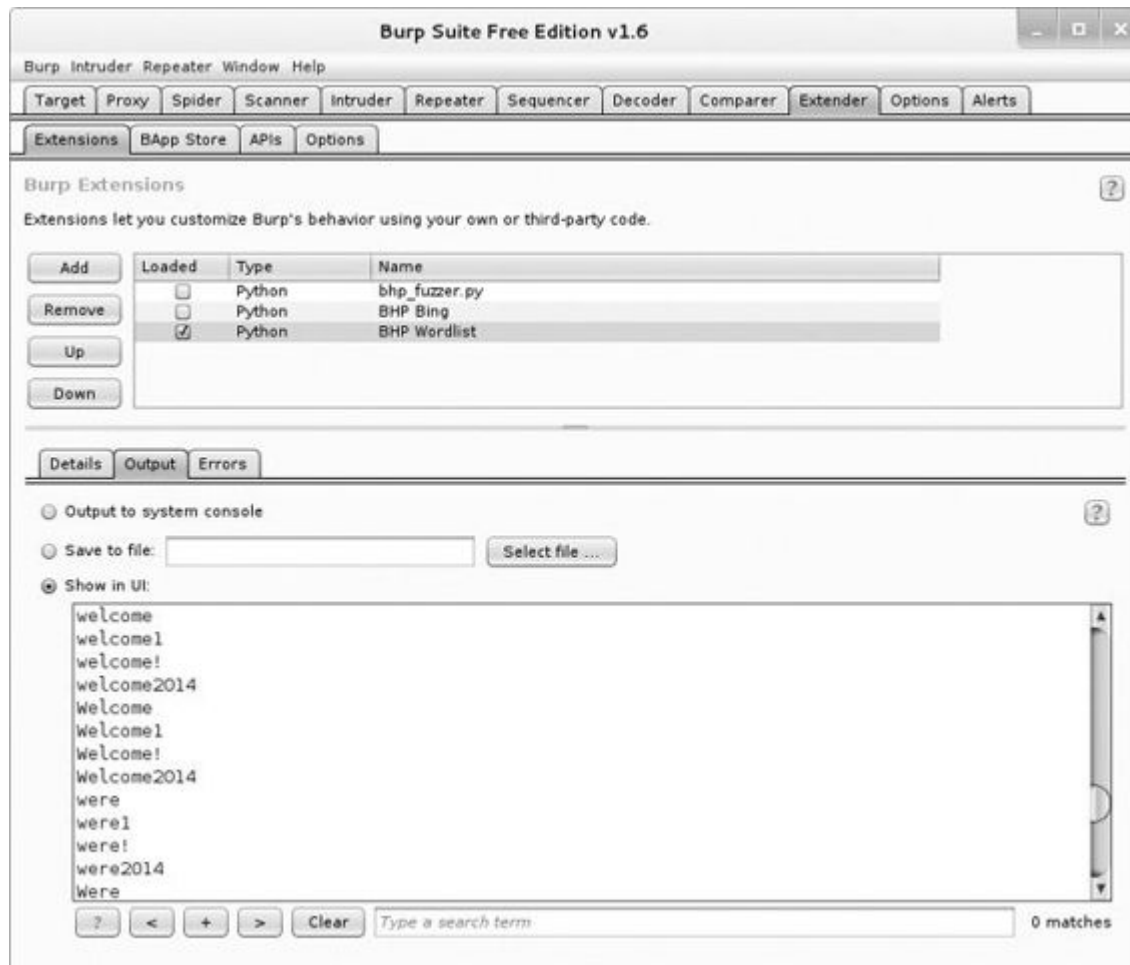 Burp Suite Free Edition v1.6
Burp Intruder Repeater Window Help
Target Proxy Spider Scanner Intruder Repeater Sequencer Decoder Comparer Extender Options Alerts
Extensions BApp Store APIs Options
Burp Extensions
?
Extensions let you customize Burp's behavior using your own or third-party code.
Add
Remove
Up
Down
Loaded Type Name
Python bhp_fuzzer.py
Python BHP Bing
Python BHP Wordlist
Details Output Errors
Output to system console
?
Save to file: Select file ...
Show in UI:
welcome
welcome1
welcome!
welcome2014
Welcome
Welcome1
Welcome!
Welcome2014
were
were1
were!
were2014
Were
? < + > Clear Type a search term 0 matches